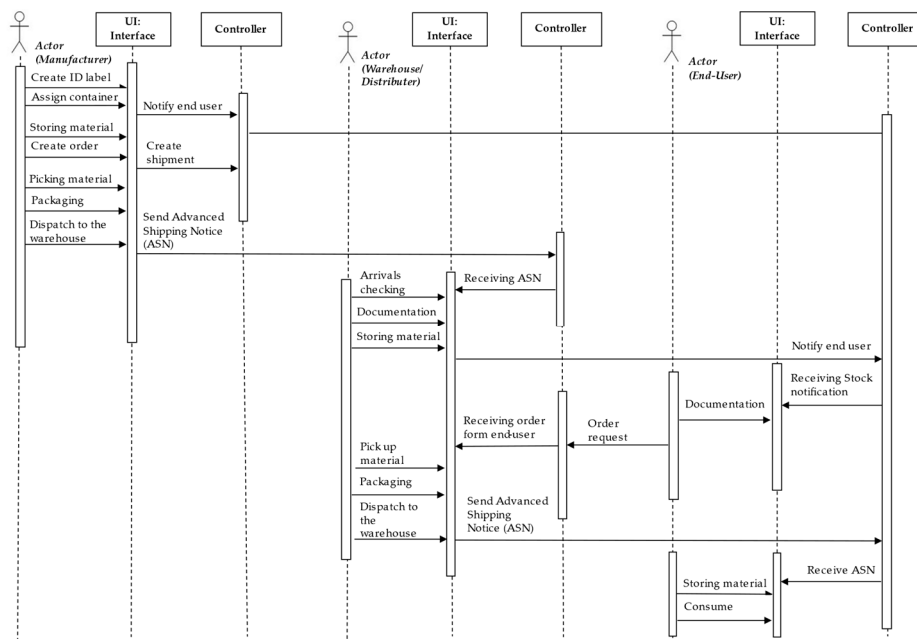 UI:
Interface
Controller
UI:
Interface
Controller
UI:
Interface
Controller
Actor
(Manufacturer)
Actor
(Warehouse/
Distributer)
Actor
(End-User)
Create ID label
Assign container
Notify end user
Storing material
Create order
Create
shipment
Picking material
Packaging
Dispatch to the
warehouse
Send Advanced
Shipping Notice
(ASN)
Arrivals
checking
Receiving ASN
Documentation
Storing material
Notify end user
Receiving Stock
notification
Documentation
Receiving order
form end-user
Order
request
Pick up
material
Packaging
Dispatch to
the
warehouse
Send Advanced
Shipping
Notice (ASN)
Receive ASN
Storing material
Consume